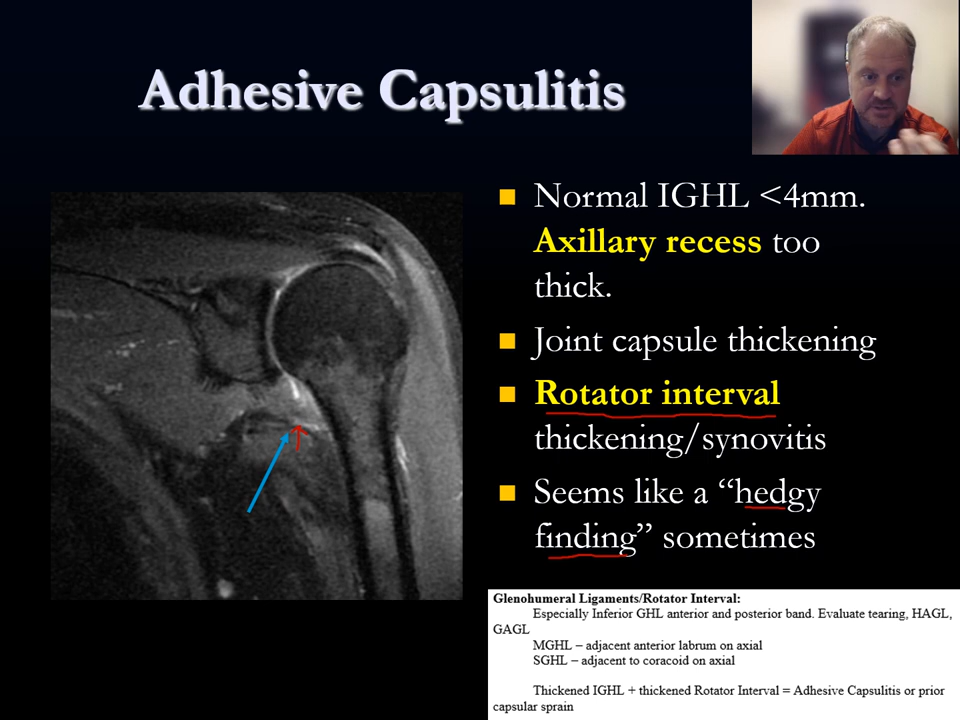 Adhesive Capsulitis
Normal IGHL <4mm.
Axillary recess too
thick.
Joint capsule thickening
Rotator interval
thickening/synovitis
Seems like a “hedgy
finding” sometimes
Glenohumeral Ligaments/Rotator Interval:
Especially Inferior GHL anterior and posterior band. Evaluate tearing, HAGL,
GAGL
MGHL – adjacent anterior labrum on axial
SGHL – adjacent to coracoid on axial
Thickened IGHL + thickened Rotator Interval = Adhesive Capsulitis or prior
capsular sprain